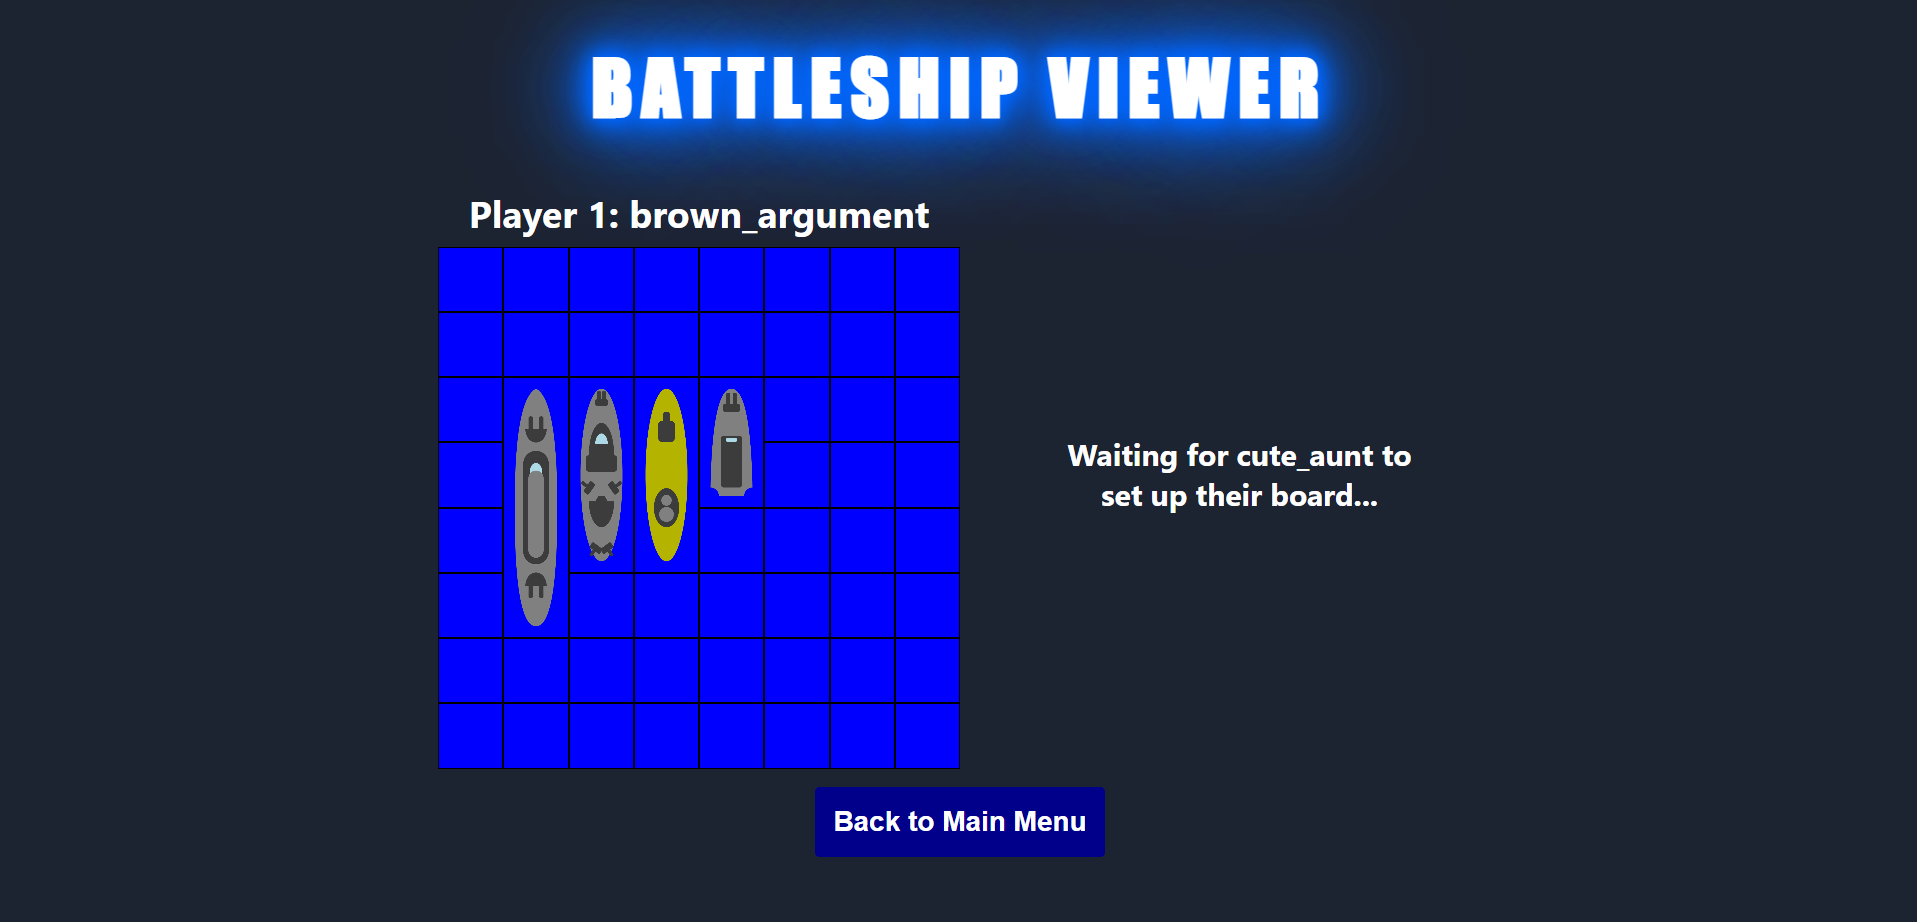 BATTLESHIP VIEWER
Player 1: brown_argument
Waiting for cute_aunt to
set up their board...
Back to Main Menu